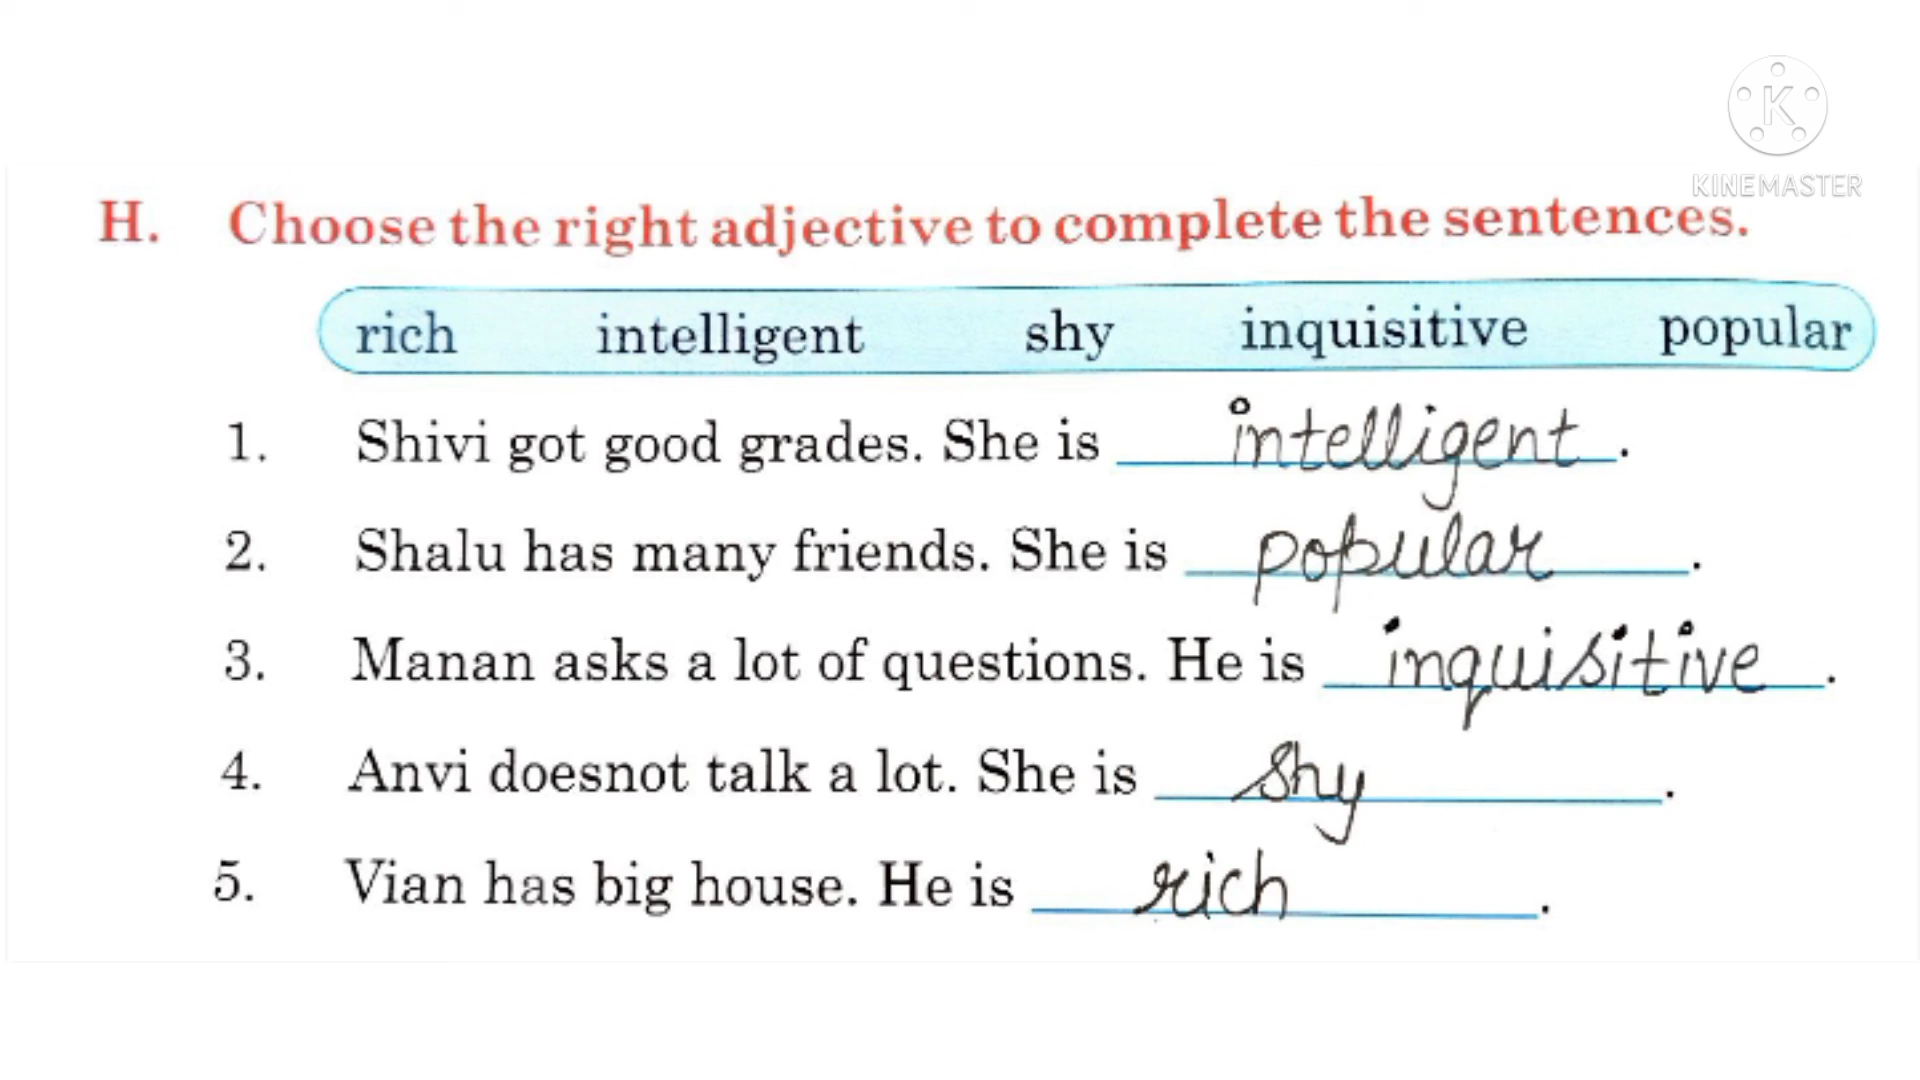 KINEMASTER
H. Choose the right adjective to complete the sentences.
rich intelligent shy inquisitive popular
1. Shivi got good grades. She is intelligent.
2. Shalu has many friends. She is popular.
3. Manan asks a lot of questions. He is inquisitive.
4. Anvi doesnot talk a lot. She is shy.
5. Vian has big house. He is rich.